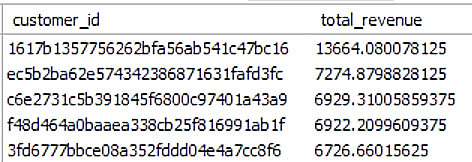 customer_id total_revenue
1617b1357756262bfa56ab541c47bc16 13664.080078125
ec5b2ba62e574342386871631fafd3fc 7274.8798828125
c6e2731c5b391845f6800c97401a43a9 6929.31005859375
f48d464a0baaea338cb25f816991ab1f 6922.2099609375
3fd6777bbce08a352fddd04e4a7cc8f6 6726.66015625